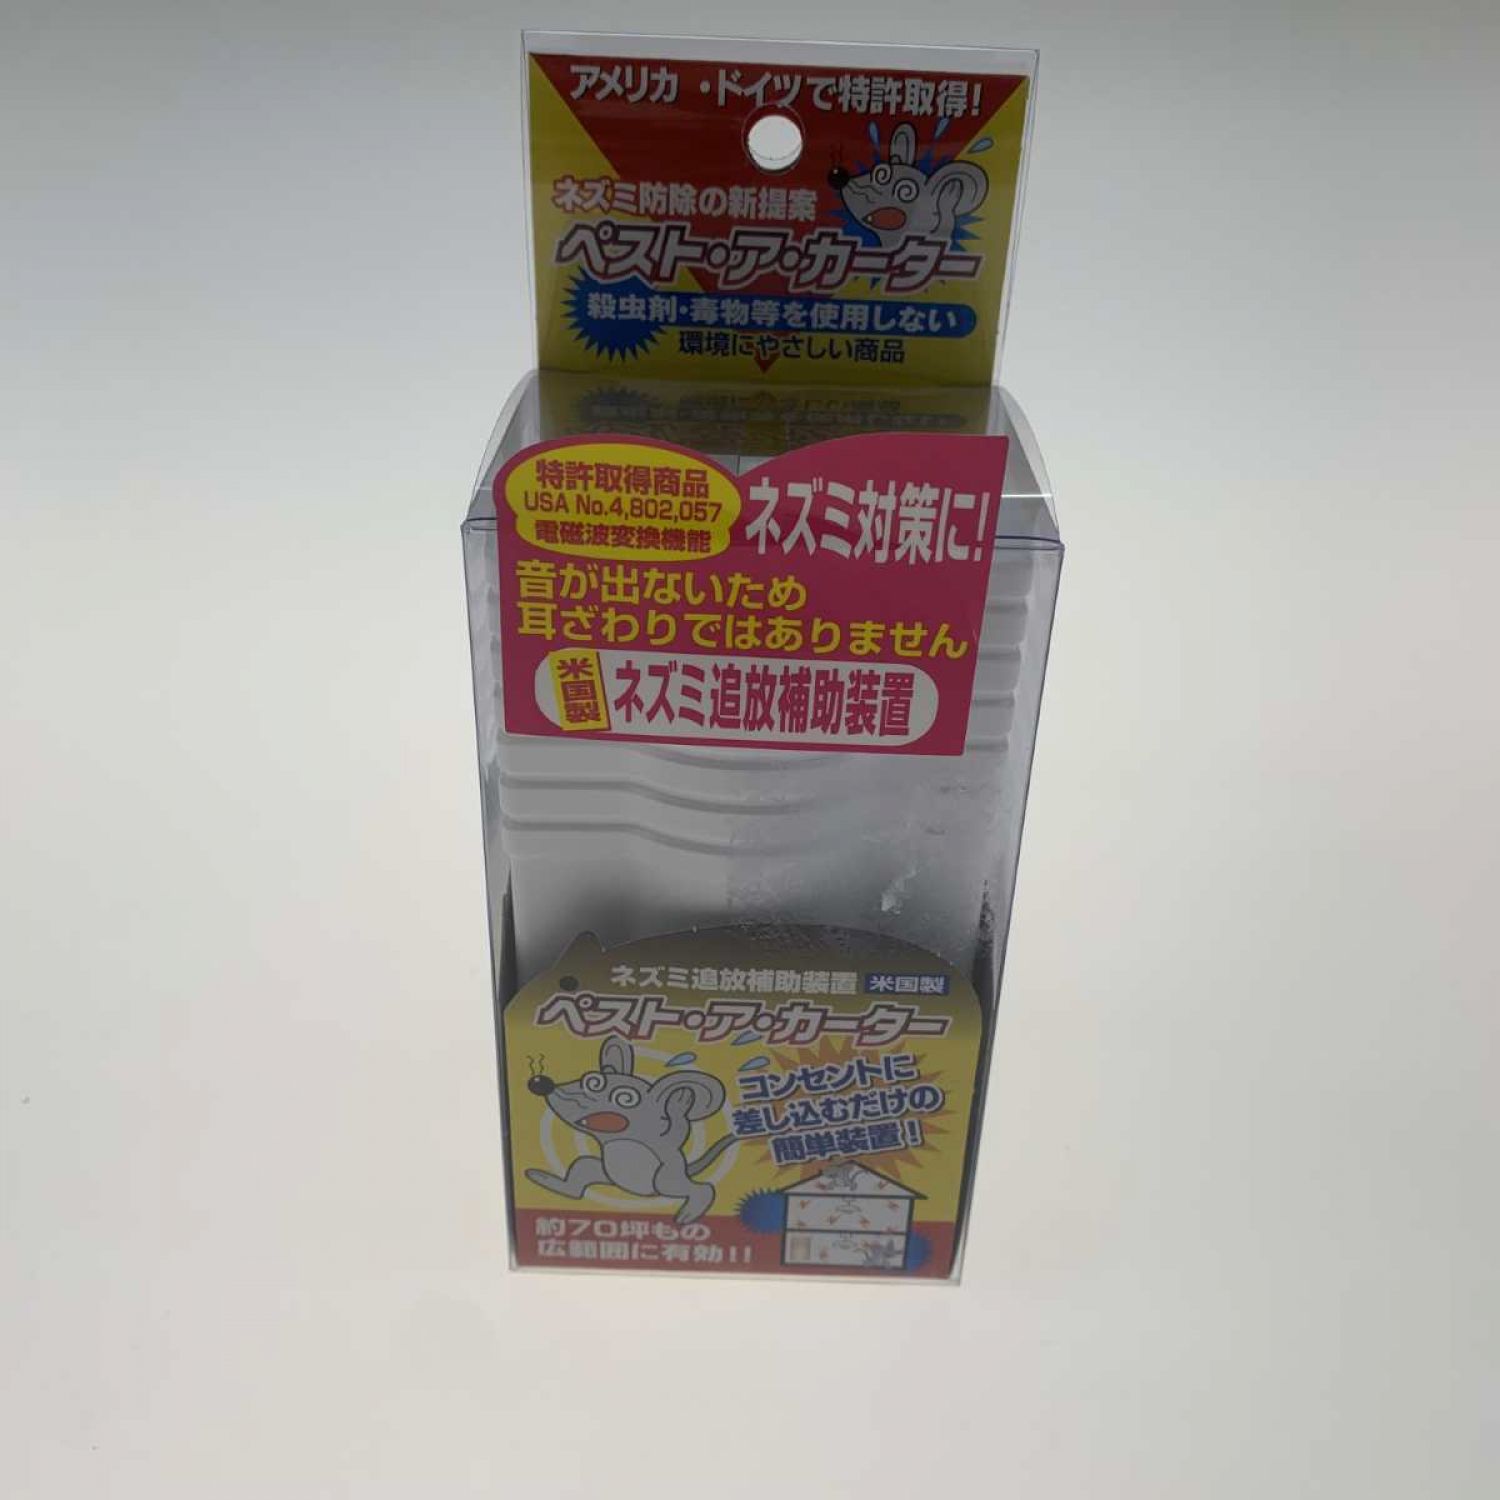 アメリカ・ドイツで特許取得!
ネズミ防除の新提案
ペスト・ア・カーター
殺虫剤・毒物等を使用しない
環境にやさしい商品
特許取得商品
USA No.4,802,057
電磁波変換機能
ネズミ対策に!
音が出ないため
耳ざわりではありません
米国製
ネズミ追放補助装置
ネズミ追放補助装置 米国製
ペスト・ア・カーター
コンセントに
差し込むだけの
簡単装置!
約70坪もの
広範囲に有効!!